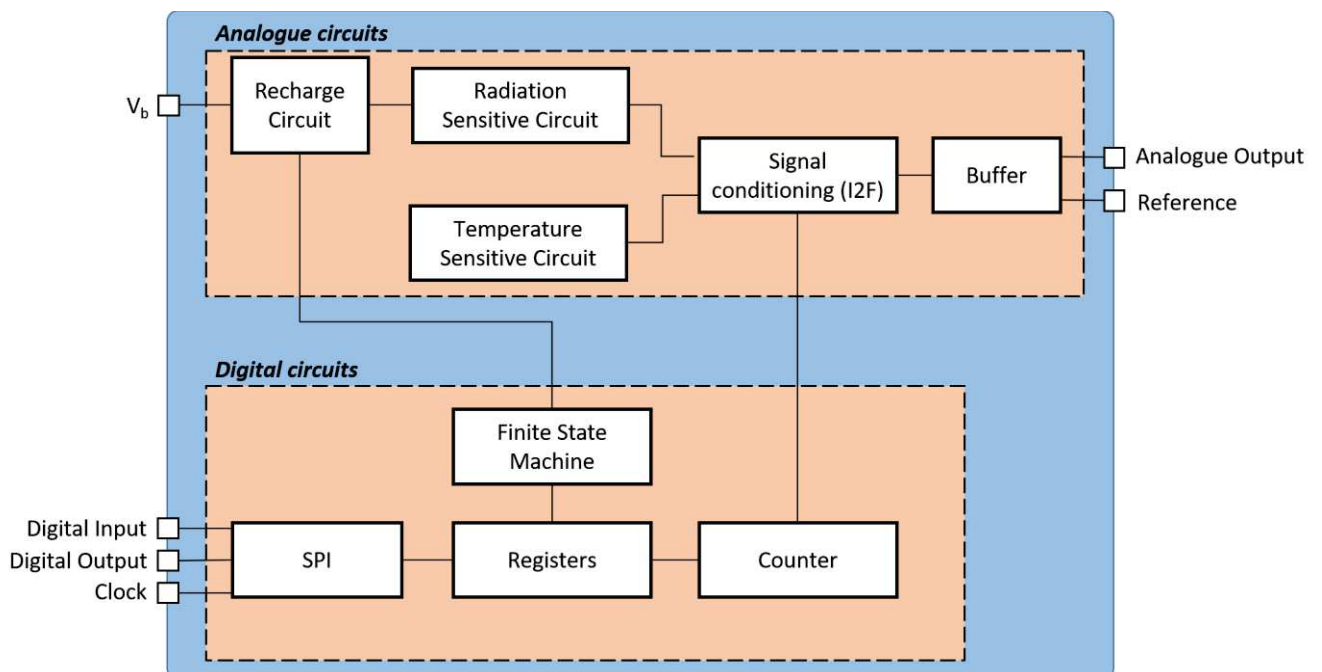 Analogue circuits
V_b
Recharge
Circuit
Radiation
Sensitive Circuit
Temperature
Sensitive Circuit
Signal
conditioning (I2F)
Buffer
Analogue Output
Reference
Digital circuits
Finite State
Machine
Digital Input
Digital Output
Clock
SPI
Registers
Counter